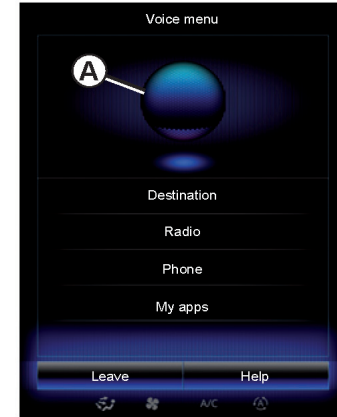 Voice menu
A
Destination
Radio
Phone
My apps
Leave Help
A/C